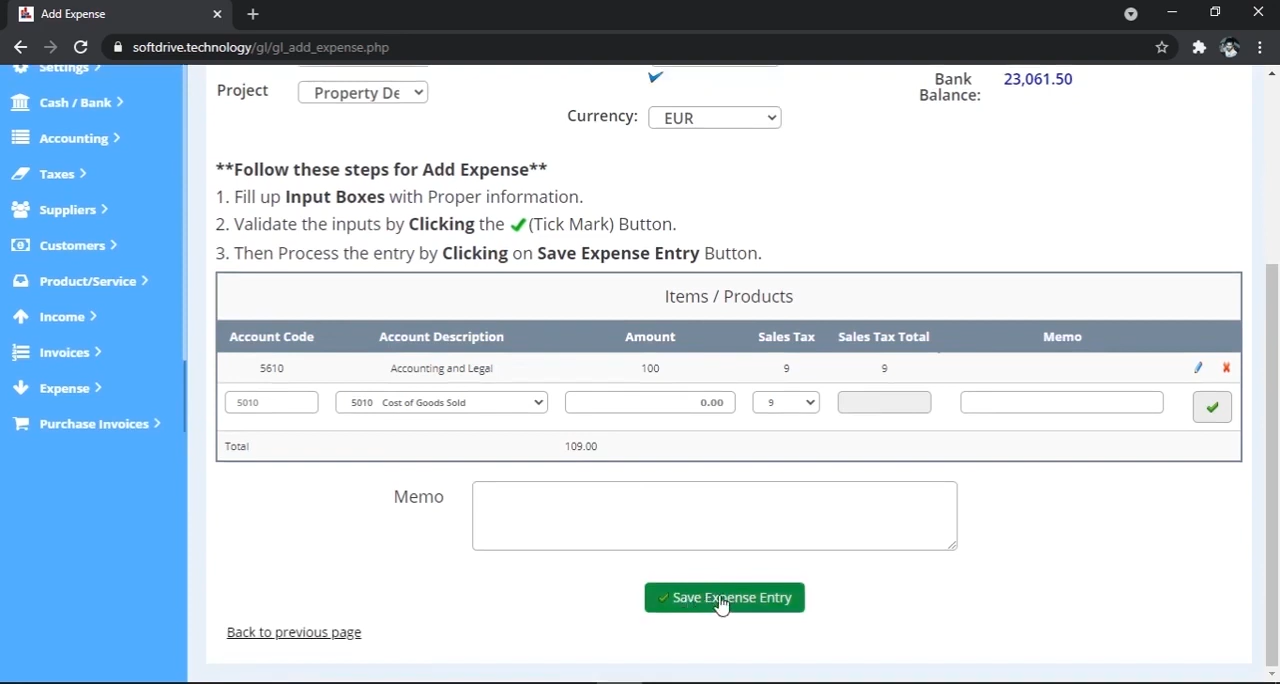 Add Expense
softdrive.technology/gl/gl_add_expense.php
Settings >
Cash / Bank >
Accounting >
Taxes >
Suppliers >
Customers >
Product/Service >
Income >
Invoices >
Expense >
Purchase Invoices >
Project
Property De
Currency:
EUR
Bank Balance:
23,061.50
**Follow these steps for Add Expense**
1. Fill up Input Boxes with Proper information.
2. Validate the inputs by Clicking the (Tick Mark) Button.
3. Then Process the entry by Clicking on Save Expense Entry Button.
Items / Products
Account Code Account Description Amount Sales Tax Sales Tax Total Memo
5610 Accounting and Legal 100 9 9
5010 5010 Cost of Goods Sold 0.00 9
Total 109.00
Memo
Save Expense Entry
Back to previous page